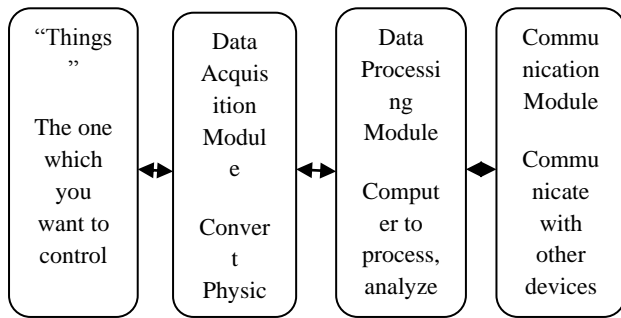 “Things
”
The one
which
you
want to
control
Data
Acquis
ition
Modul
e
Conver
t
Physic
Data
Processi
ng
Module
Comput
er to
process,
analyze
Commu
nication
Module
Commu
nicate
with
other
devices